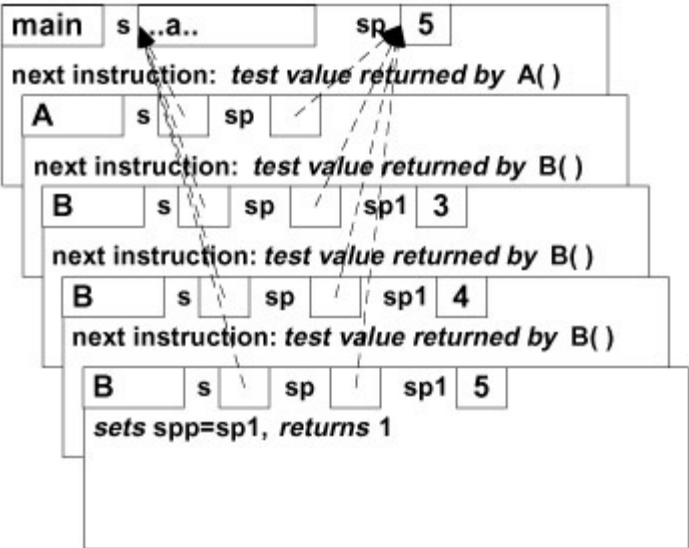 main s ..a.. sp 5
next instruction: test value returned by A( )
A s sp
next instruction: test value returned by B( )
B s sp sp1 3
next instruction: test value returned by B( )
B s sp sp1 4
next instruction: test value returned by B( )
B s sp sp1 5
sets spp=sp1, returns 1